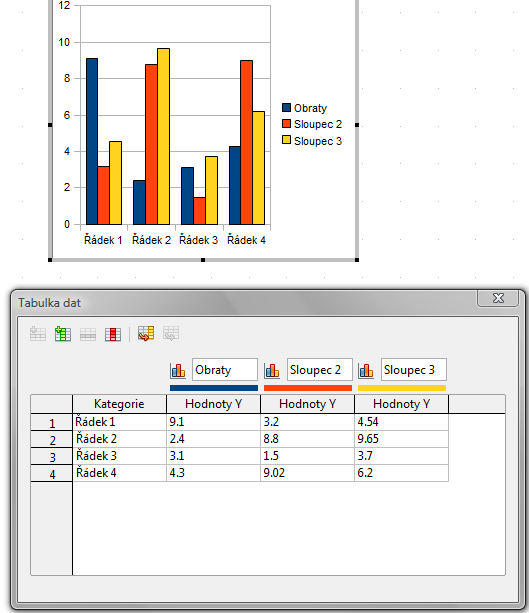 12
10
8
6
4
2
0
Obraty
Sloupec 2
Sloupec 3
Řádek 1 Řádek 2 Řádek 3 Řádek 4
Tabulka dat
Obraty Sloupec 2 Sloupec 3
Kategorie Hodnoty Y Hodnoty Y Hodnoty Y
1 Řádek 1 9.1 3.2 4.54
2 Řádek 2 2.4 8.8 9.65
3 Řádek 3 3.1 1.5 3.7
4 Řádek 4 4.3 9.02 6.2